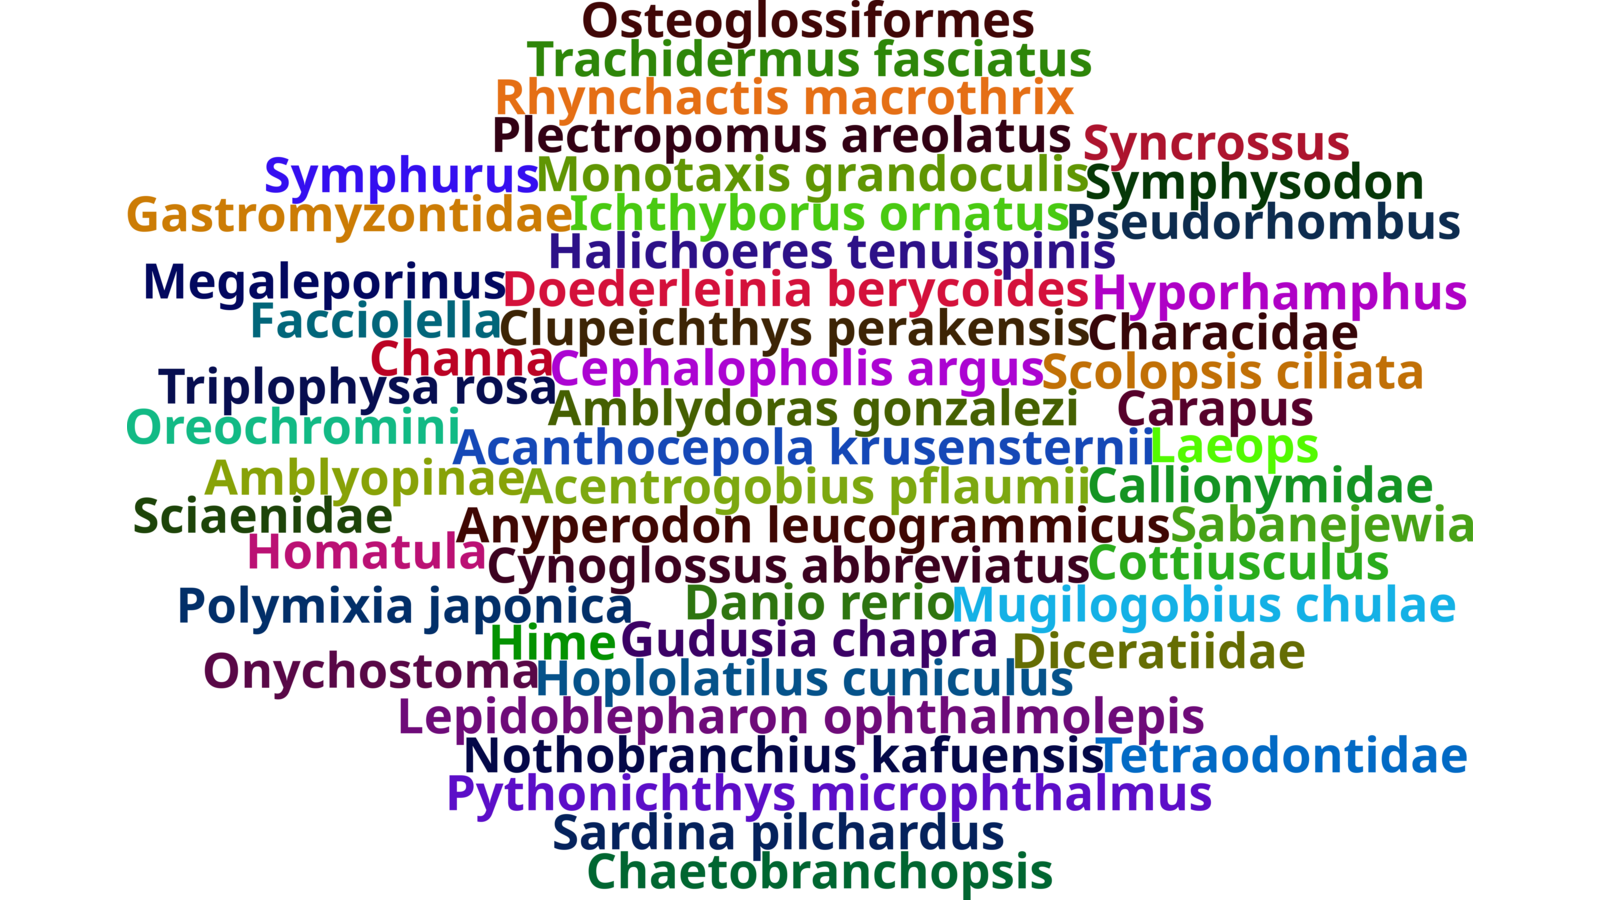 Osteoglossiformes
Trachidermus fasciatus
Rhynchactis macrothrix
Plectropomus areolatus
Syncrossus
Symphurus
Monotaxis grandoculis
Symphysodon
Gastromyzontidae
Ichthyborus ornatus
Pseudorhombus
Halichoeres tenuispinis
Megaleporinus
Doederleinia berycoides
Hyporhamphus
Facciolella
Clupeichthys perakensis
Characidae
Channa
Cephalopholis argus
Scolopsis ciliata
Triplophysa rosa
Amblydoras gonzalezi
Carapus
Oreochromini
Acanthocepola krusensternii
Laeops
Amblyopinae
Acentrogobius pflaumii
Callionymidae
Sciaenidae
Anyperodon leucogrammicus
Sabanejewia
Homatula
Cynoglossus abbreviatus
Cottiusculus
Polymixia japonica
Danio rerio
Mugilogobius chulae
Hime
Gudusia chapra
Diceratiidae
Onychostoma
Hoplolatilus cuniculus
Lepidoblepharon ophthalmolepis
Nothobranchius kafuensis
Tetraodontidae
Pythonichthys microphthalmus
Sardina pilchardus
Chaetobranchopsis